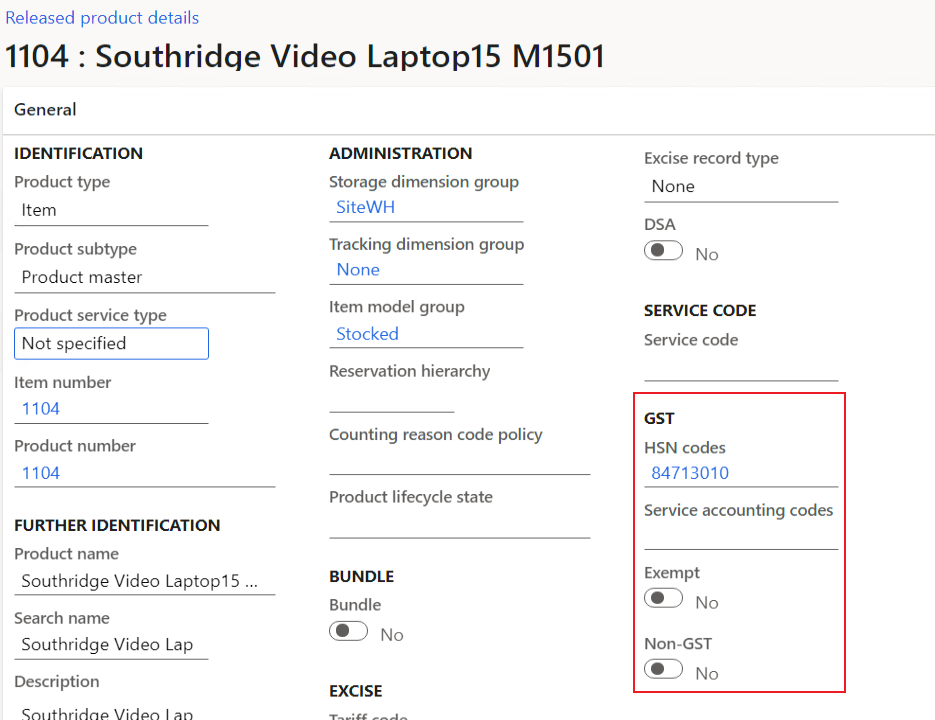 Released product details
1104 : Southridge Video Laptop15 M1501
General
IDENTIFICATION
Product type
Item
Product subtype
Product master
Product service type
Not specified
Item number
1104
Product number
1104
FURTHER IDENTIFICATION
Product name
Southridge Video Laptop15 ...
Search name
Southridge Video Lap
Description
Southridge Video Lap
ADMINISTRATION
Storage dimension group
SiteWH
Tracking dimension group
None
Item model group
Stocked
Reservation hierarchy
Counting reason code policy
Product lifecycle state
BUNDLE
Bundle
No
EXCISE
Tariff code
Excise record type
None
DSA
No
SERVICE CODE
Service code
GST
HSN codes
84713010
Service accounting codes
Exempt
No
Non-GST
No